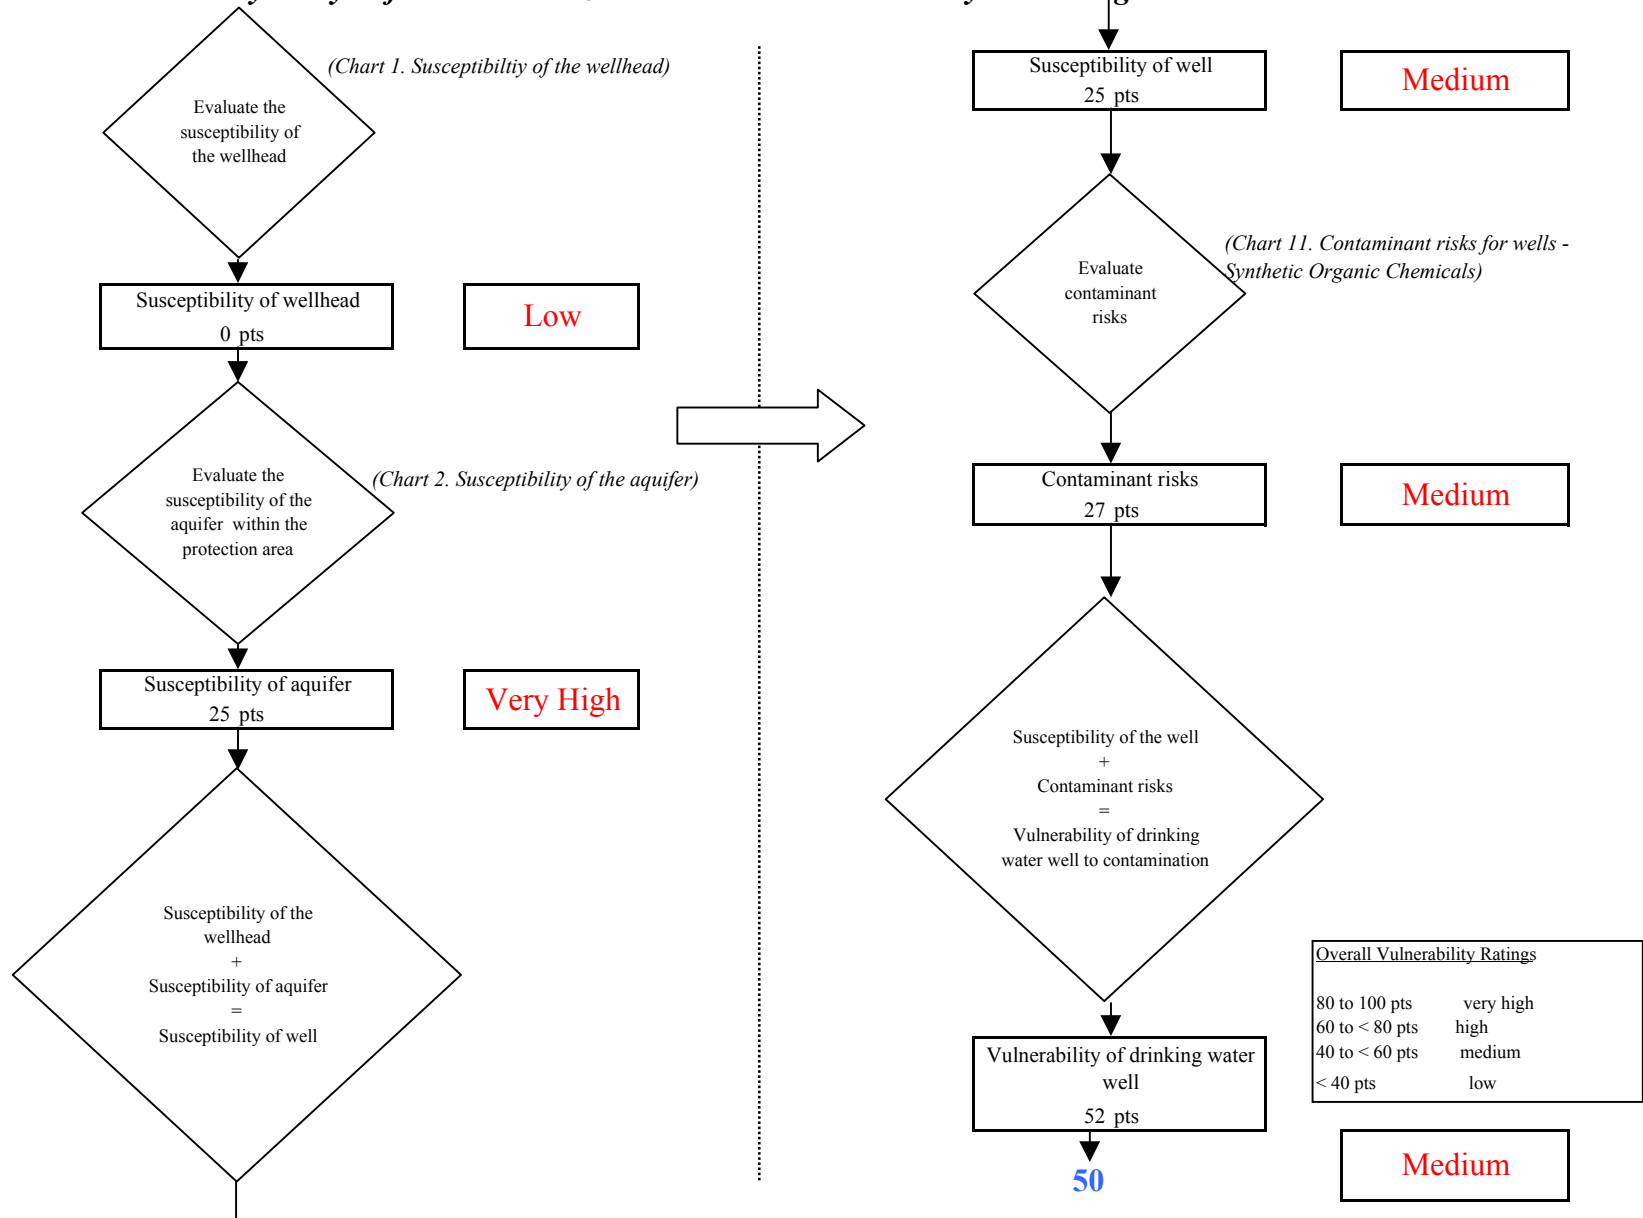 (Chart 1. Susceptibiltiy of the wellhead)
Evaluate the
susceptibility of
the wellhead
Susceptibility of wellhead
0 pts
Low
Evaluate the
susceptibility of the
aquifer within the
protection area
(Chart 2. Susceptibility of the aquifer)
Susceptibility of aquifer
25 pts
Very High
Susceptibility of the
wellhead
+
Susceptibility of aquifer
=
Susceptibility of well
Susceptibility of well
25 pts
Medium
Evaluate
contaminant
risks
(Chart 11. Contaminant risks for wells -
Synthetic Organic Chemicals)
Contaminant risks
27 pts
Medium
Susceptibility of the well
+
Contaminant risks
=
Vulnerability of drinking
water well to contamination
Overall Vulnerability Ratings
80 to 100 pts very high
60 to < 80 pts high
40 to < 60 pts medium
< 40 pts low
Vulnerability of drinking water
well
52 pts
50
Medium